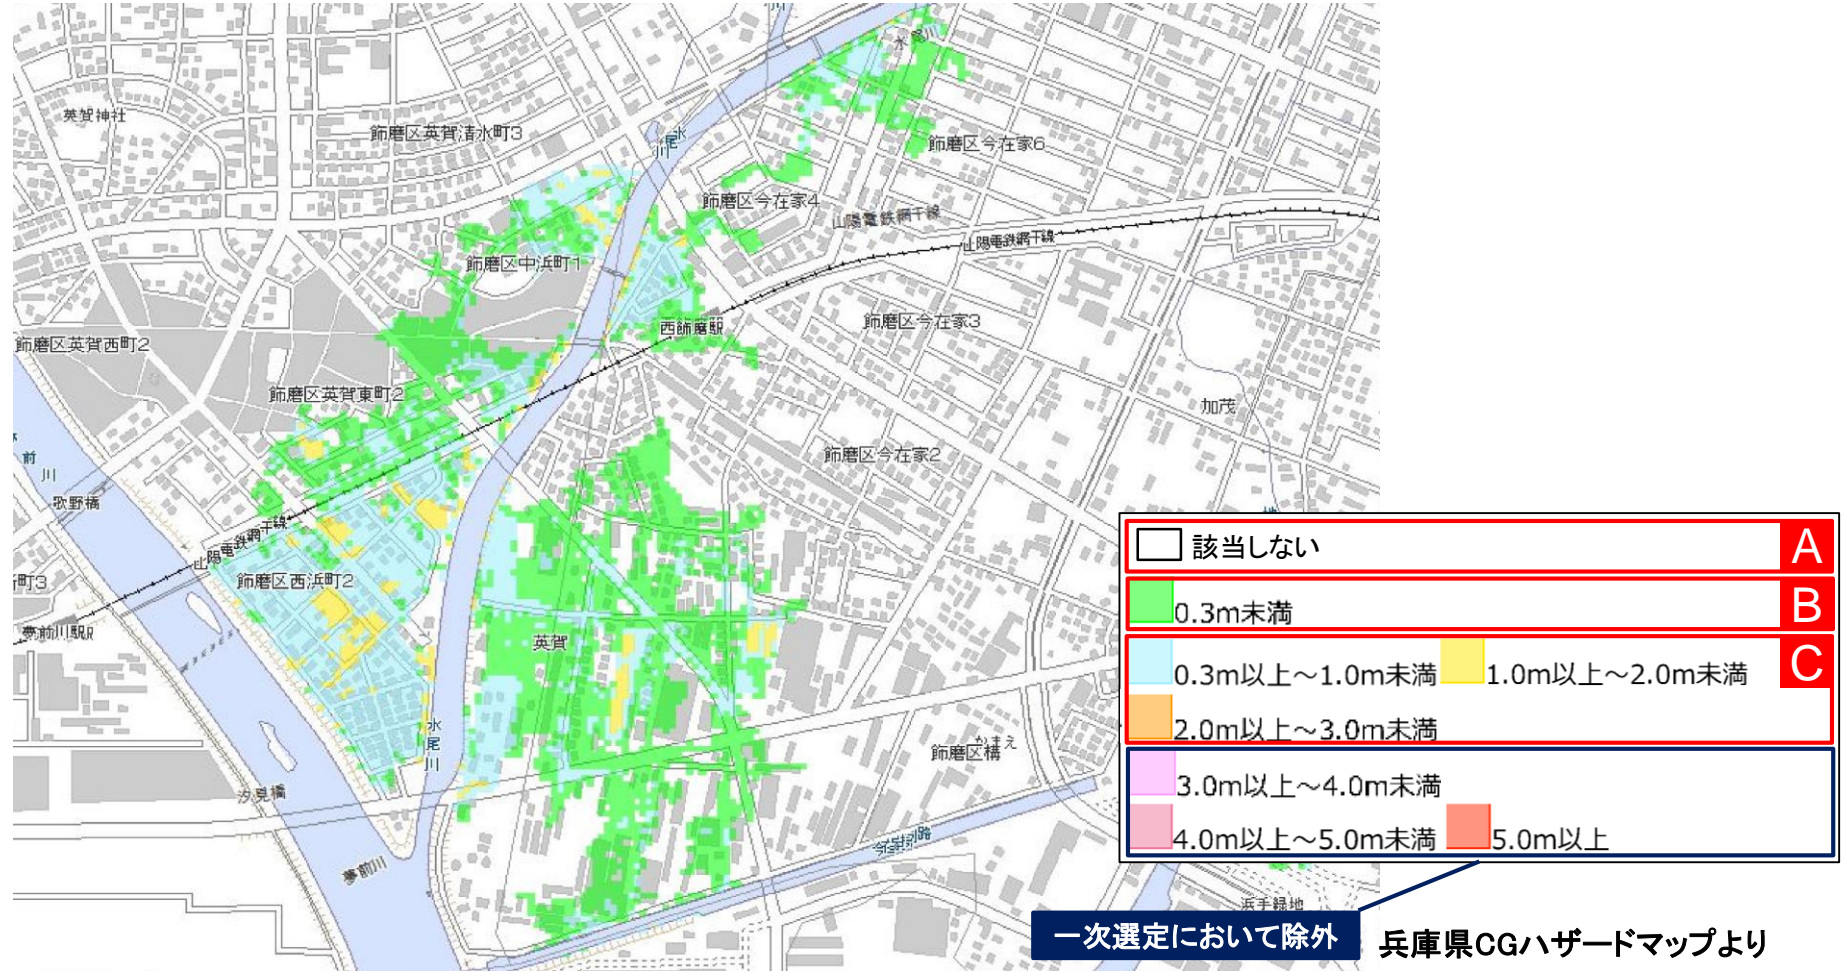 水尾川
英賀神社
飾磨区英賀清水町3
水尾川
飾磨区今在家6
飾磨区今在家4
山陽電鉄網干線
山陽電鉄網干線
飾磨区中浜町1
西飾磨駅
飾磨区今在家3
飾磨区英賀西町2
飾磨区英賀東町2
加茂
前川
飾磨区今在家2
歌野橋
山陽電鉄網干線
飾磨区西浜町2
町3
夢前川駅
英賀
水尾川
かまえ
飾磨区構
汐見橋
夢前川
浜手緑地
該当しない
A
0.3m未満
B
0.3m以上～1.0m未満
1.0m以上～2.0m未満
C
2.0m以上～3.0m未満
3.0m以上～4.0m未満
4.0m以上～5.0m未満
5.0m以上
一次選定において除外
兵庫県CGハザードマップより